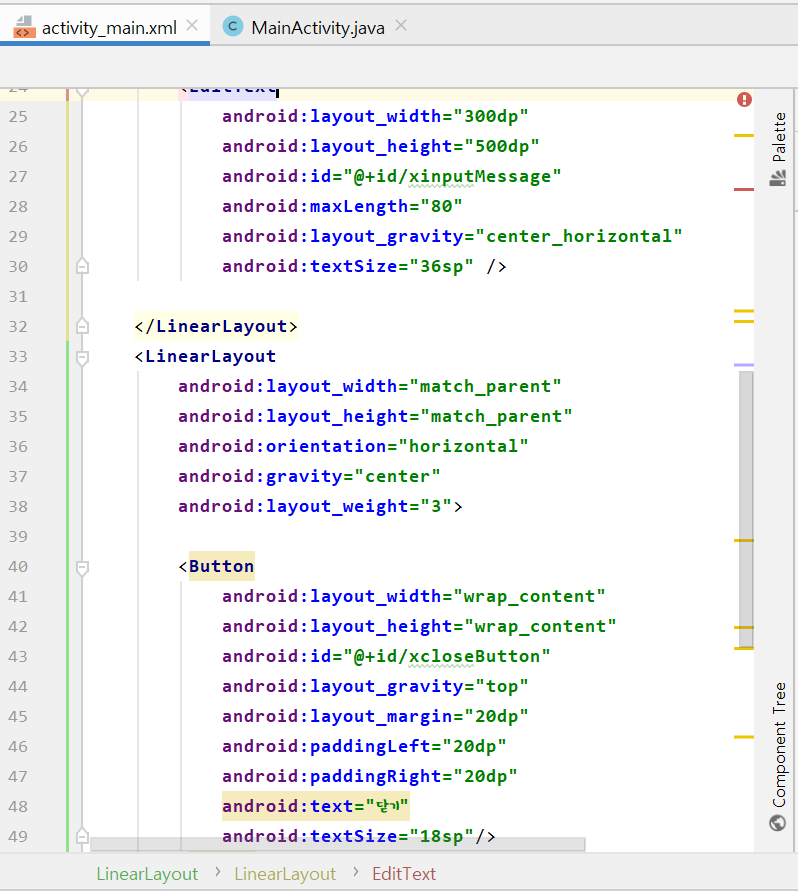 activity_main.xml
MainActivity.java
24 <EditText
25 android:layout_width="300dp"
26 android:layout_height="500dp"
27 android:id="@+id/xinputMessage"
28 android:maxLength="80"
29 android:layout_gravity="center_horizontal"
30 android:textSize="36sp" />
31
32 </LinearLayout>
33 <LinearLayout
34 android:layout_width="match_parent"
35 android:layout_height="match_parent"
36 android:orientation="horizontal"
37 android:gravity="center"
38 android:layout_weight="3">
39
40 <Button
41 android:layout_width="wrap_content"
42 android:layout_height="wrap_content"
43 android:id="@+id/xcloseButton"
44 android:layout_gravity="top"
45 android:layout_margin="20dp"
46 android:paddingLeft="20dp"
47 android:paddingRight="20dp"
48 android:text="닫기"
49 android:textSize="18sp"/>
Palette
Component Tree
LinearLayout > LinearLayout > EditText